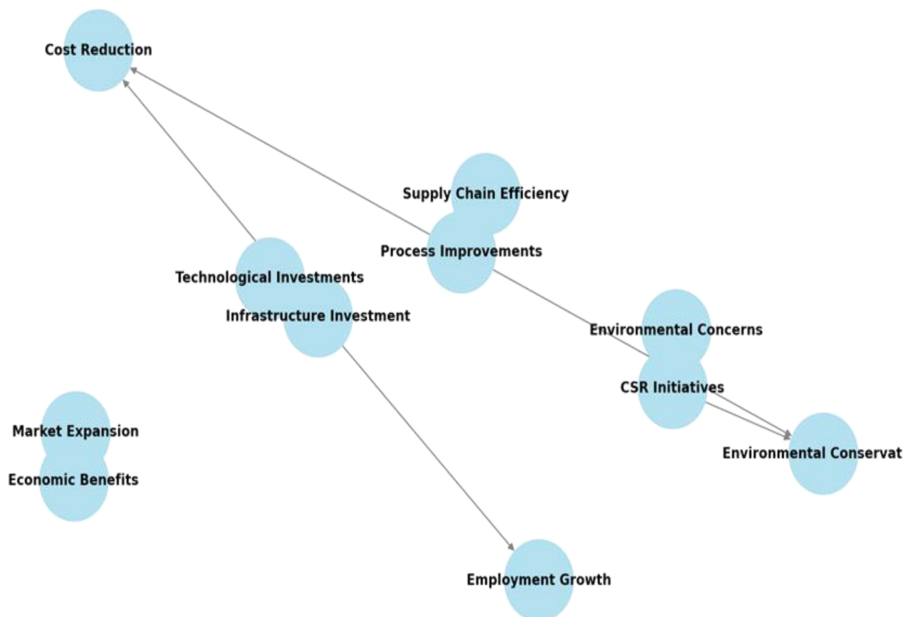 Cost Reduction
Supply Chain Efficiency
Process Improvements
Technological Investments
Infrastructure Investment
Environmental Concerns
CSR Initiatives
Market Expansion
Environmental Conservat
Economic Benefits
Employment Growth